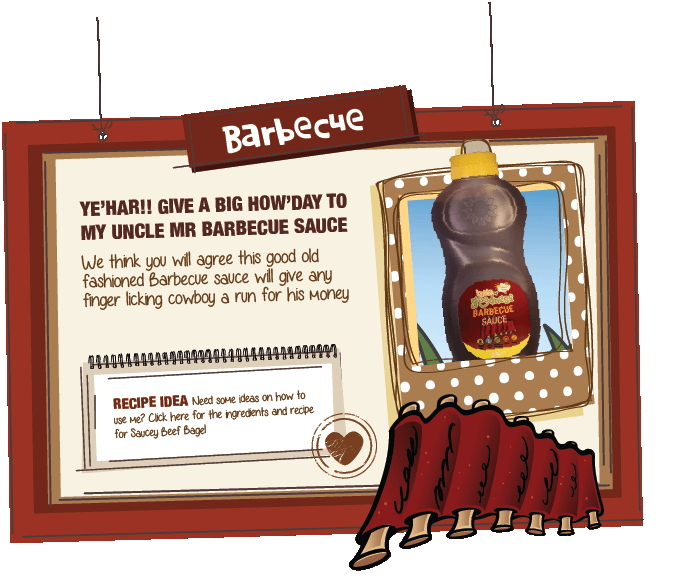 Barbecue
YE'HAR!! GIVE A BIG HOW'DAY TO
MY UNCLE MR BARBECUE SAUCE
We think you will agree this good old
fashioned Barbecue sauce will give any
finger licking cowboy a run for his money
BARBECUE
SAUCE
RECIPE IDEA Need some ideas on how to
use me? Click here for the ingredients and recipe
for Saucey Beef Bage!